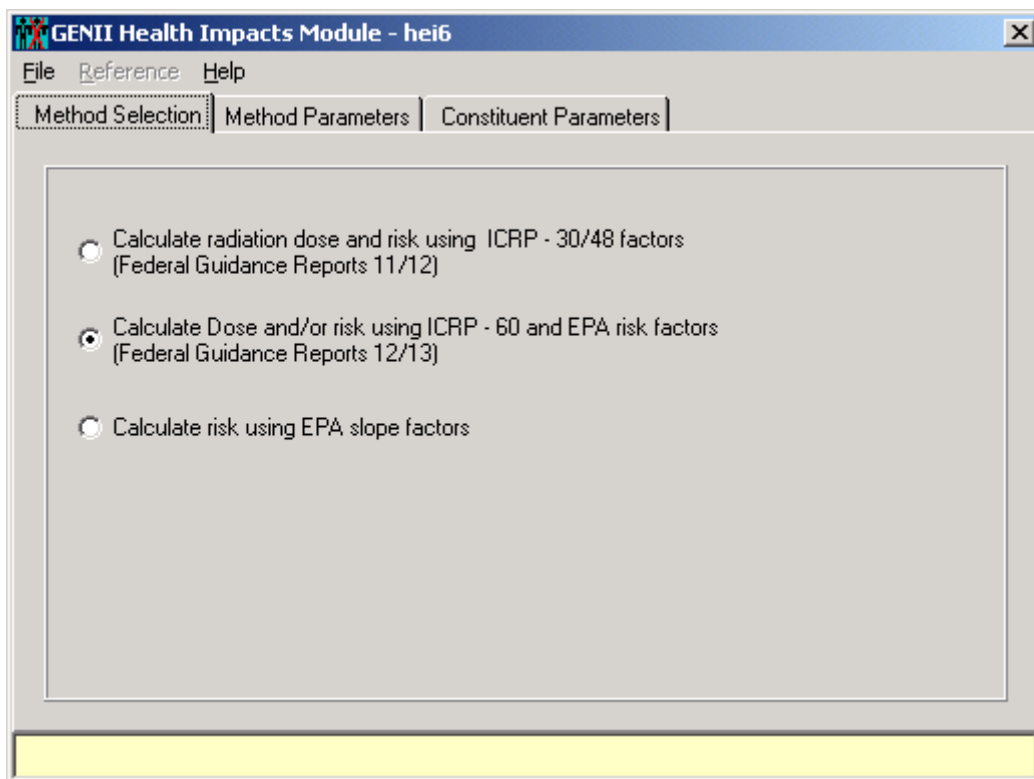 GENII Health Impacts Module - hei6
File Reference Help
Method Selection Method Parameters Constituent Parameters
Calculate radiation dose and risk using ICRP - 30/48 factors
(Federal Guidance Reports 11/12)
Calculate Dose and/or risk using ICRP - 60 and EPA risk factors
(Federal Guidance Reports 12/13)
Calculate risk using EPA slope factors